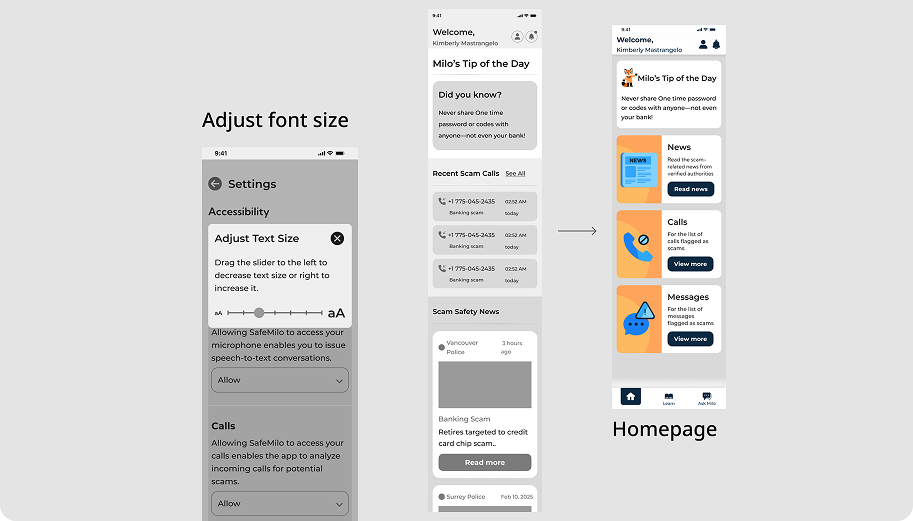 Adjust font size
9:41
Settings
Accessibility
Adjust Text Size
Drag the slider to the left to
decrease text size or right to
increase it.
aA
aA
Allowing SafeMilo to access your
microphone enables you to issue
speech-to-text conversations.
Allow
Calls
Allowing SafeMilo to access your
calls enables the app to analyze
incoming calls for potential
scams.
Allow
9:41
Welcome,
Kimberly Mastrangelo
Milo's Tip of the Day
Did you know?
Never share One time
password or codes with
anyone—not even your bank!
Recent Scam Calls See All
+1 775-045-2435 02:52 AM
Banking scam today
+1 775-045-2435 02:52 AM
Banking scam today
+1 775-045-2435 02:52 AM
Banking scam today
Scam Safety News
Vancouver 3 hours
Police ago
Banking Scam
Retires targeted to credit
card chip scam..
Read more
Surrey Police Feb 10, 2025
9:41
Welcome,
Kimberly Mastrangelo
Milo's Tip of the Day
Never share One time password
or codes with anyone—not even
your bank!
NEWS
News
Read the scam-
related news from
verified authorities
Read news
Calls
For the list of
calls flagged as
scams
View more
Messages
For the list of
messages
flagged as scams
View more
Learn
Ask Milo
Homepage